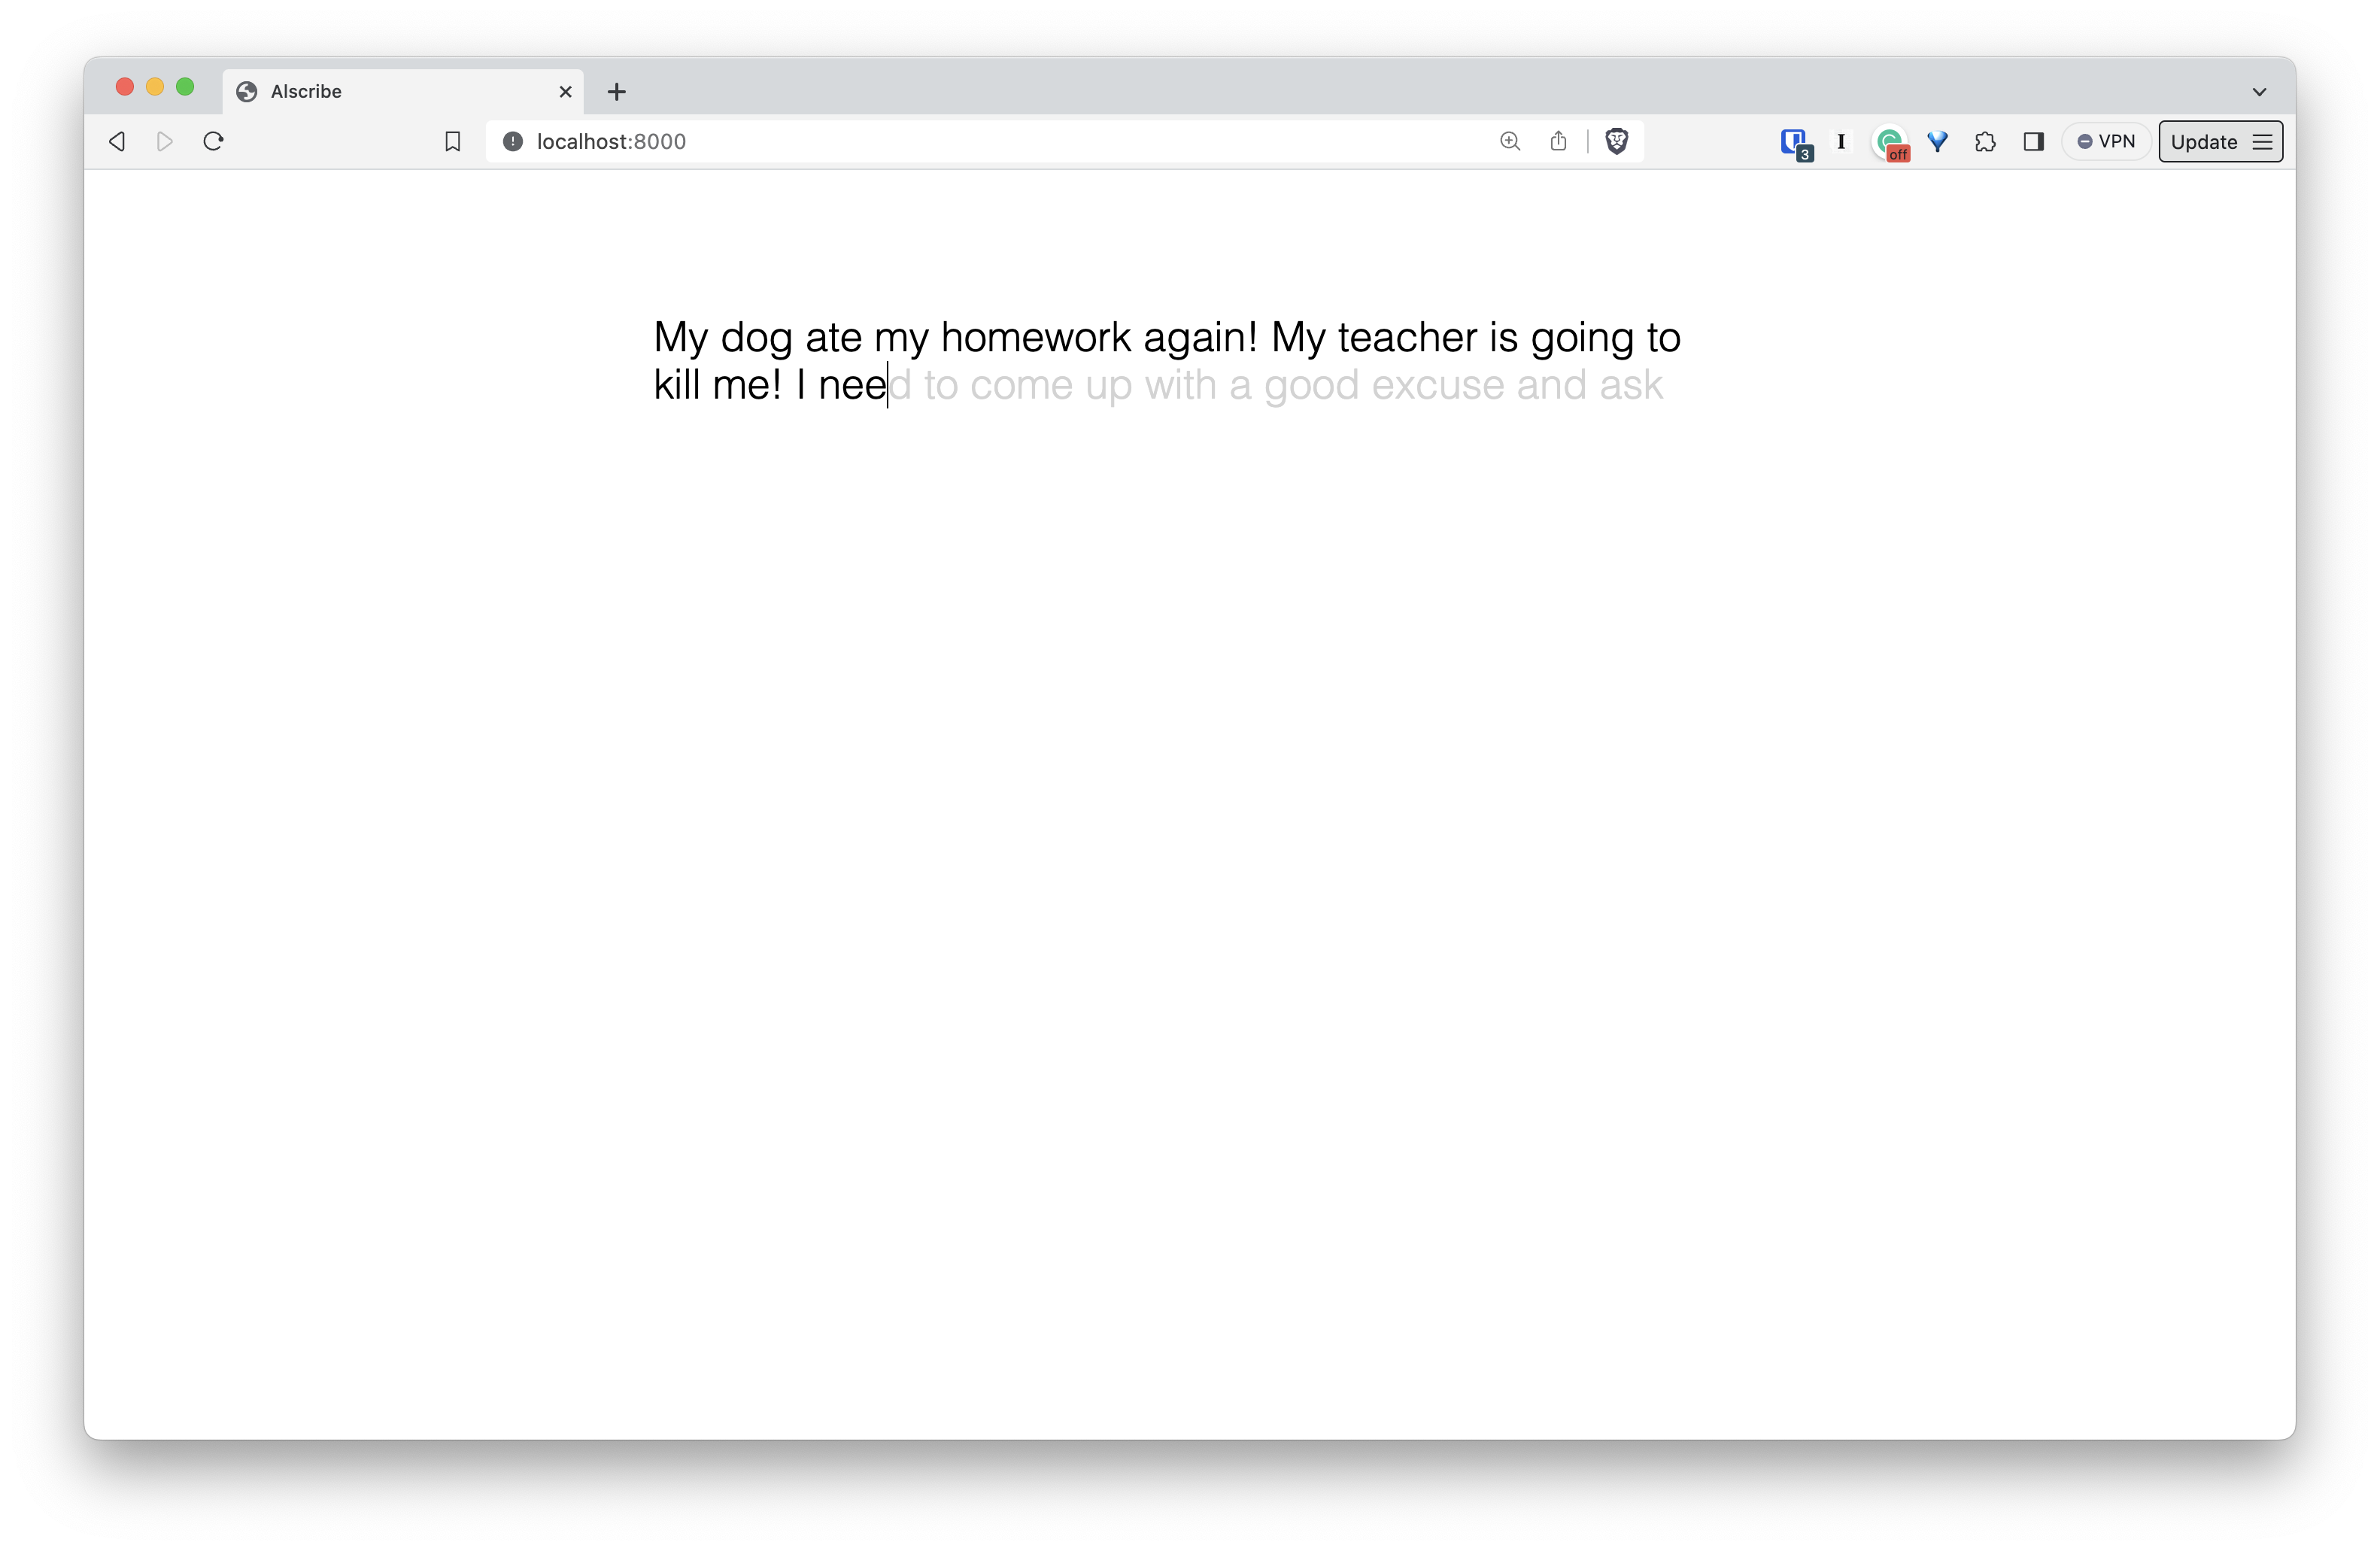 AIscribe
localhost:8000
3
I
off
VPN
Update
My dog ate my homework again! My teacher is going to
kill me! I need to come up with a good excuse and ask